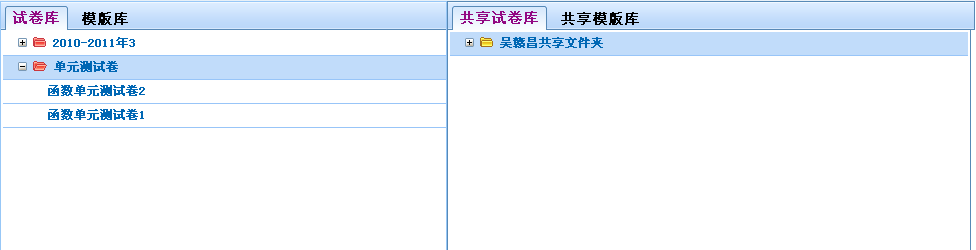 试卷库 模版库
2010-2011年3
单元测试卷
函数单元测试卷2
函数单元测试卷1
共享试卷库 共享模版库
吴赣昌共享文件夹